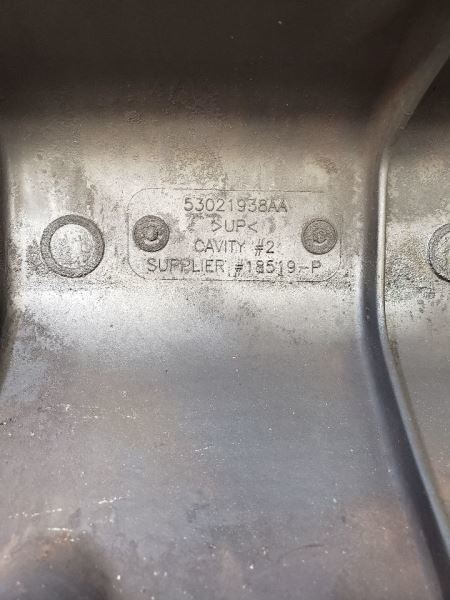 53021938AA
>UP<
CAVITY #2
SUPPLIER #18519-P